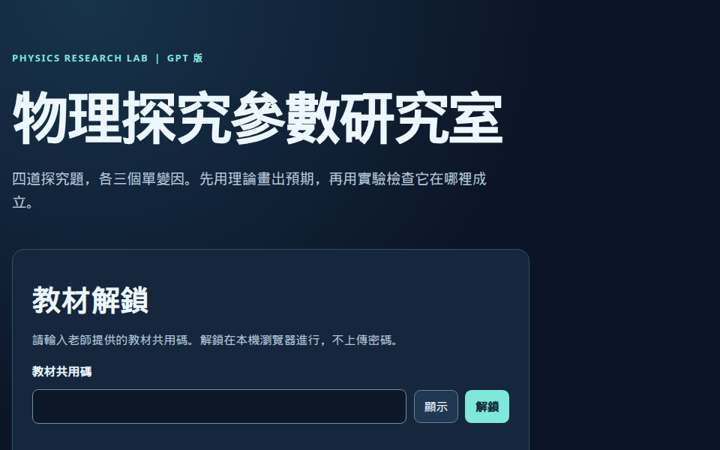 PHYSICS RESEARCH LAB | GPT 版
物理探究參數研究室
四道探究題，各三個單變因。先用理論畫出預期，再用實驗檢查它在哪裡成
立。
教材解鎖
請輸入老師提供的教材共用碼。解鎖在本機瀏覽器進行，不上傳密碼。
教材共用碼
顯示
解鎖